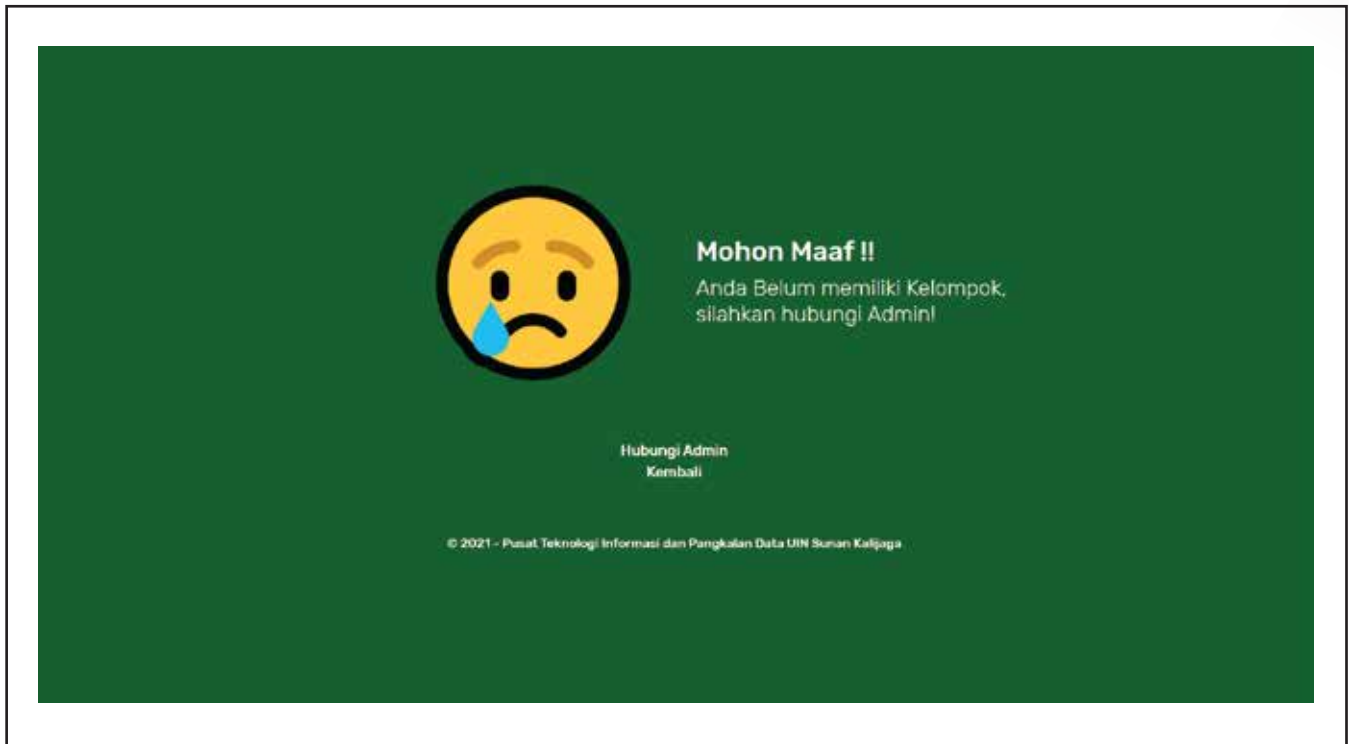 Mohon Maaf !!
Anda Belum memiliki Kelompok,
silahkan hubungi Admin!
Hubungi Admin
Kembali
© 2021 - Pusat Teknologi Informasi dan Pangkalan Data UIN Sunan Kalijaga